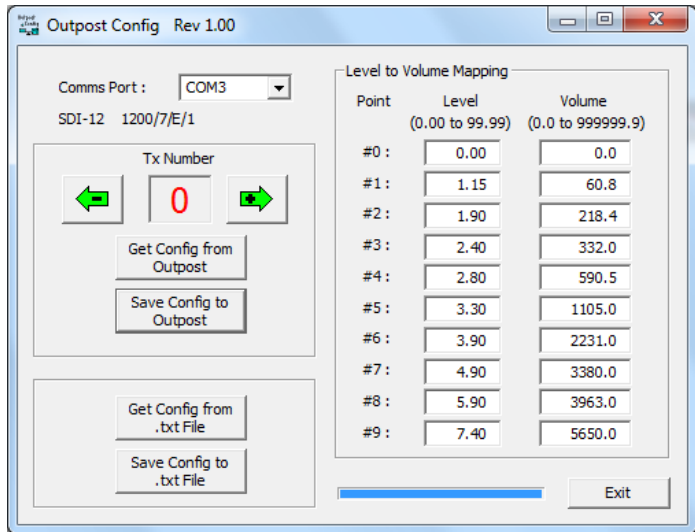 Outpost Config Rev 1.00
Comms Port : COM3
SDI-12 1200/7/E/1
Tx Number
0
Get Config from
Outpost
Save Config to
Outpost
Get Config from
.txt File
Save Config to
.txt File
Level to Volume Mapping
Point Level Volume
(0.00 to 99.99) (0.0 to 999999.9)
#0 : 0.00 0.0
#1 : 1.15 60.8
#2 : 1.90 218.4
#3 : 2.40 332.0
#4 : 2.80 590.5
#5 : 3.30 1105.0
#6 : 3.90 2231.0
#7 : 4.90 3380.0
#8 : 5.90 3963.0
#9 : 7.40 5650.0
Exit